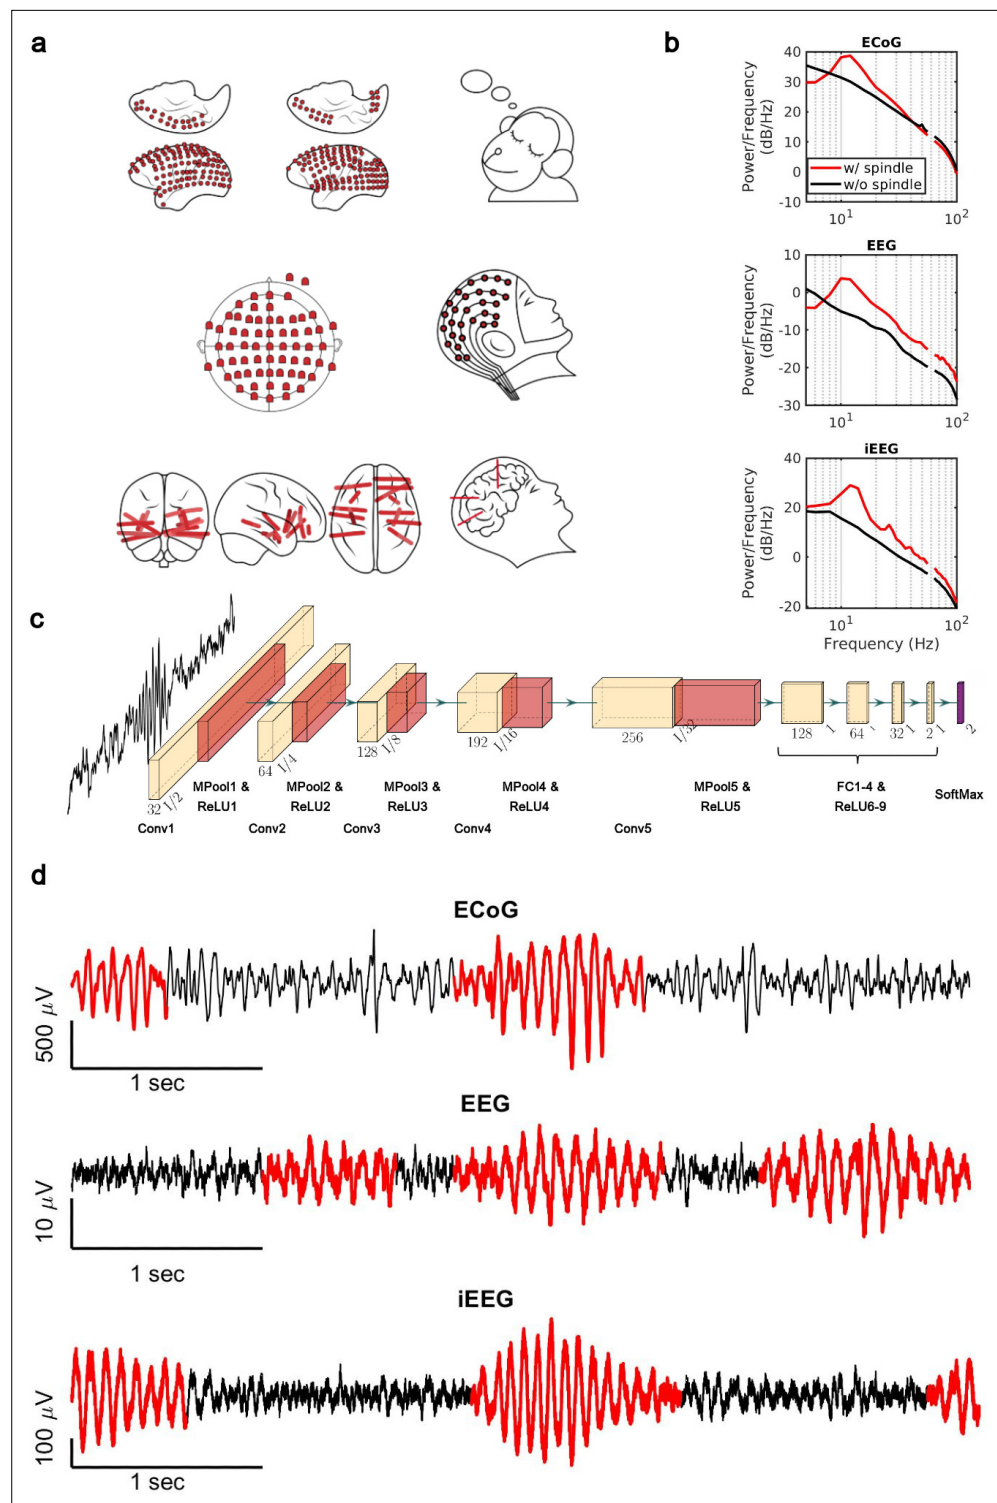 a
b
ECoG
40
30
20
10
0
-10
Power/Frequency
(dB/Hz)
w/ spindle
w/o spindle
10¹
10²
EEG
10
0
-10
-20
-30
Power/Frequency
(dB/Hz)
10¹
10²
iEEG
40
20
0
-20
Power/Frequency
(dB/Hz)
10¹
10²
Frequency (Hz)
c
32 1/2
64 1/4
128 1/8
192 1/16
256 1/32
128 1
64 1
32 1
2 1
2
MPool1 & ReLU1
MPool2 & ReLU2
MPool3 & ReLU3
MPool4 & ReLU4
MPool5 & ReLU5
FC1-4 & ReLU6-9
SoftMax
Conv1
Conv2
Conv3
Conv4
Conv5
d
ECoG
500 μV
1 sec
EEG
10 μV
1 sec
iEEG
100 μV
1 sec